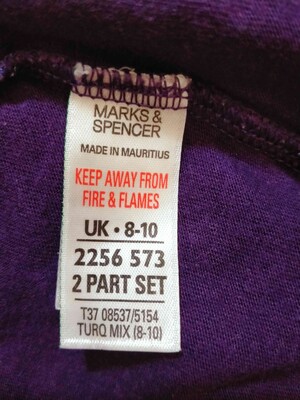 MARKS &
SPENCER
MADE IN MAURITIUS
KEEP AWAY FROM
FIRE & FLAMES
UK • 8-10
2256 573
2 PART SET
T37 08537/5154
TURQ MIX (8-10)